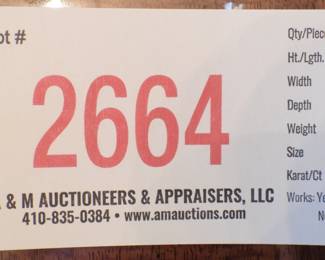 ot #
2664
& M AUCTIONEERS & APPRAISERS, LLC
410-835-0384 • www.amauctions.com
Qty/Piece
Ht./Lgth.
Width
Depth
Weight
Size
Karat/Ct
Works: Ye
N